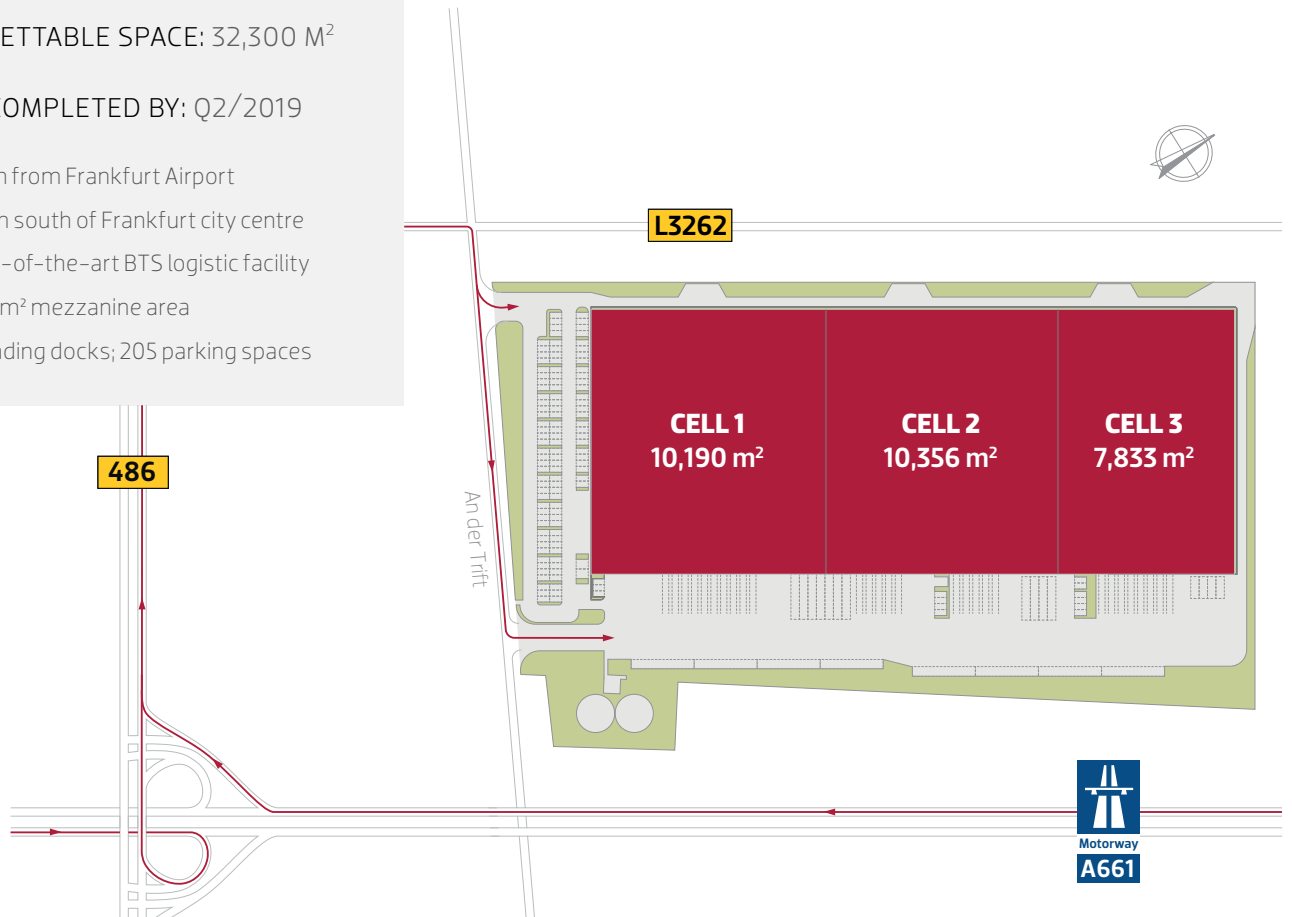 ETTABLE SPACE: 32,300 M²
COMPLETED BY: Q2/2019
from Frankfurt Airport
south of Frankfurt city centre
-of-the-art BTS logistic facility
m² mezzanine area
ding docks; 205 parking spaces
L3262
CELL 1
10,190 m²
CELL 2
10,356 m²
CELL 3
7,833 m²
486
An der Trift
Motorway
A661